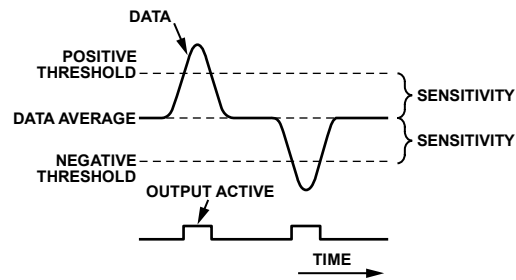 DATA
POSITIVE
THRESHOLD
SENSITIVITY
DATA AVERAGE
SENSITIVITY
NEGATIVE
THRESHOLD
OUTPUT ACTIVE
TIME